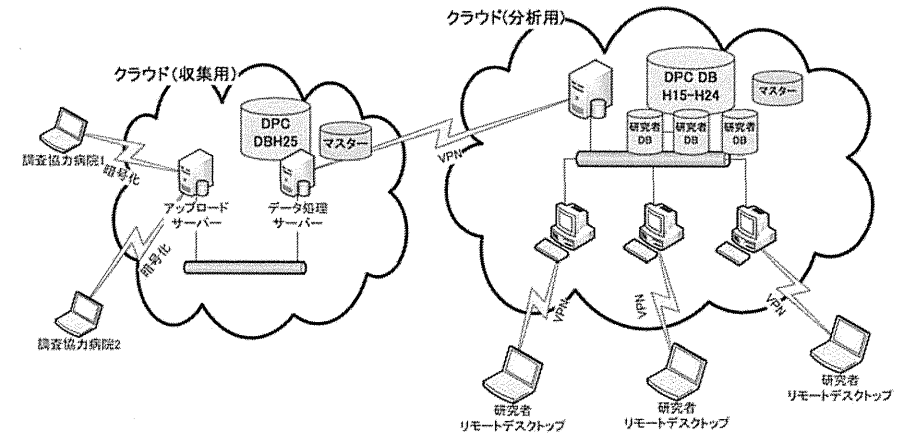 クラウド(分析用)
クラウド(収集用)
DPC DB
H15-H24
マスター
DPC
DBH25
マスター
研究者
DB
研究者
DB
研究者
DB
調査協力病院1
暗号化
VPN
アップロード
サーバー
データ処理
サーバー
暗号化
調査協力病院2
VPN
VPN
VPN
研究者
リモートデスクトップ
研究者
リモートデスクトップ
研究者
リモートデスクトップ